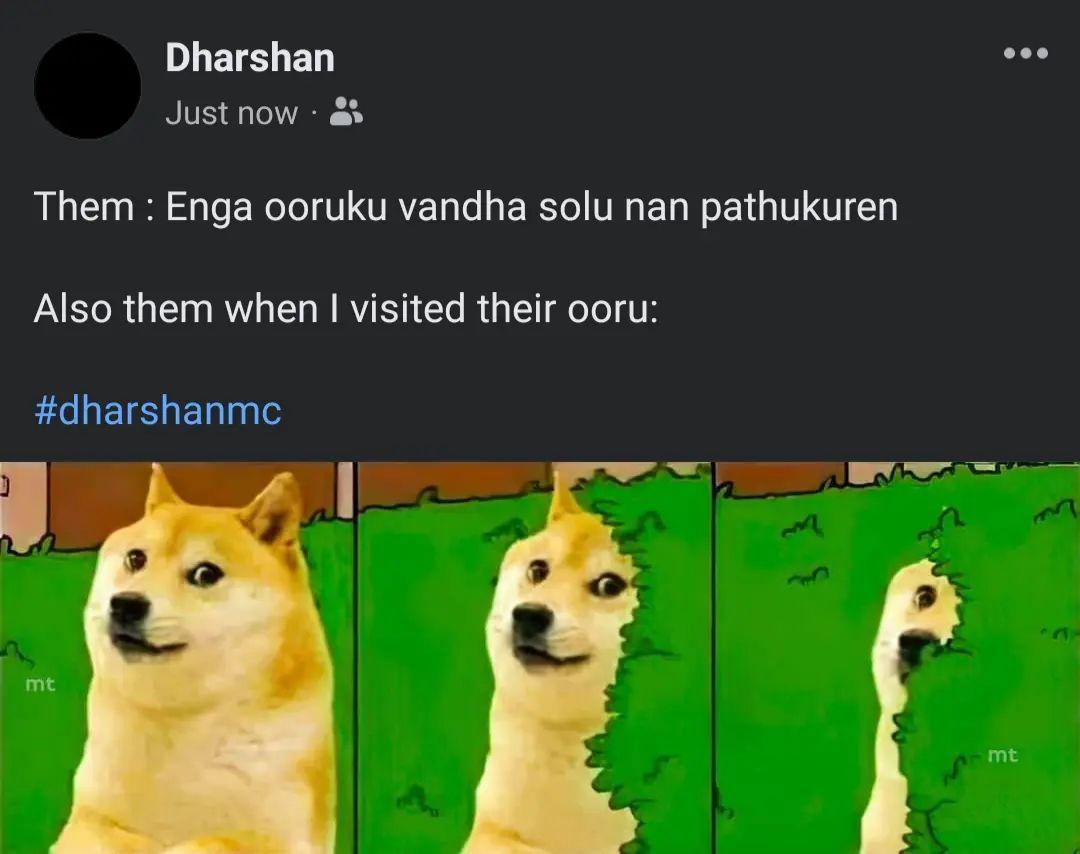 Dharshan
Just now ·
Them : Enga ooruku vandha solu nan pathukuren
Also them when I visited their ooru:
#dharshanmc
mt
mt